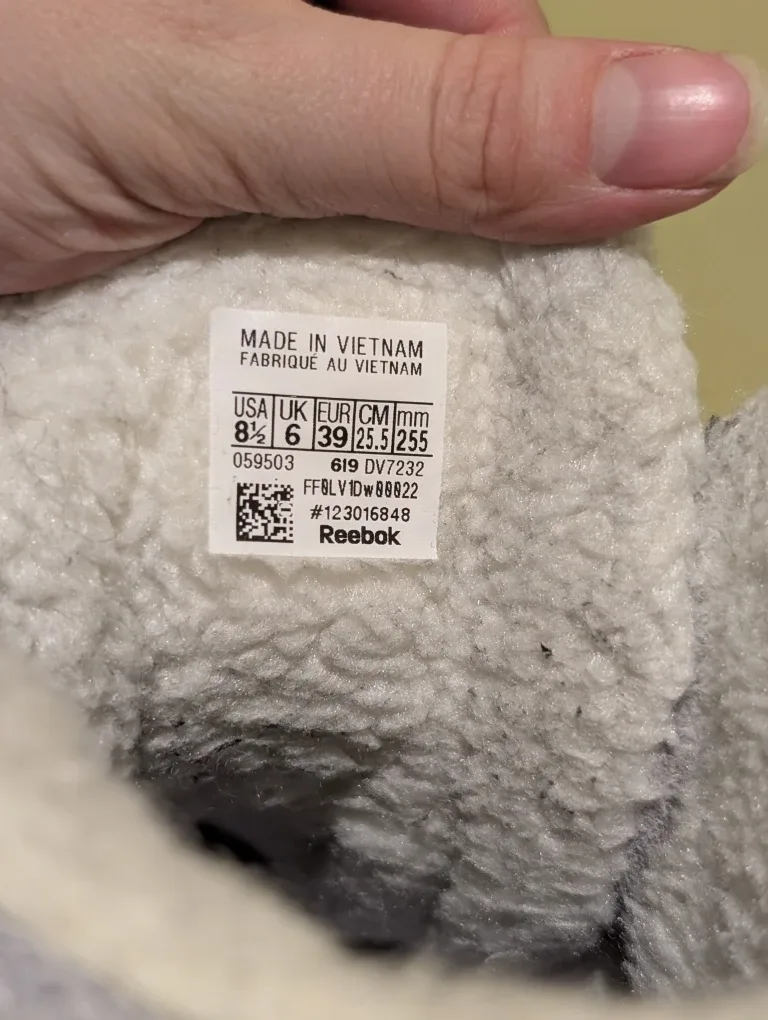 MADE IN VIETNAM
FABRIQUÉ AU VIETNAM
USA UK EUR CM mm
8½ 6 39 25.5 255
059503 619 DV7232
FF0LV1Dw00022
#123016848
Reebok